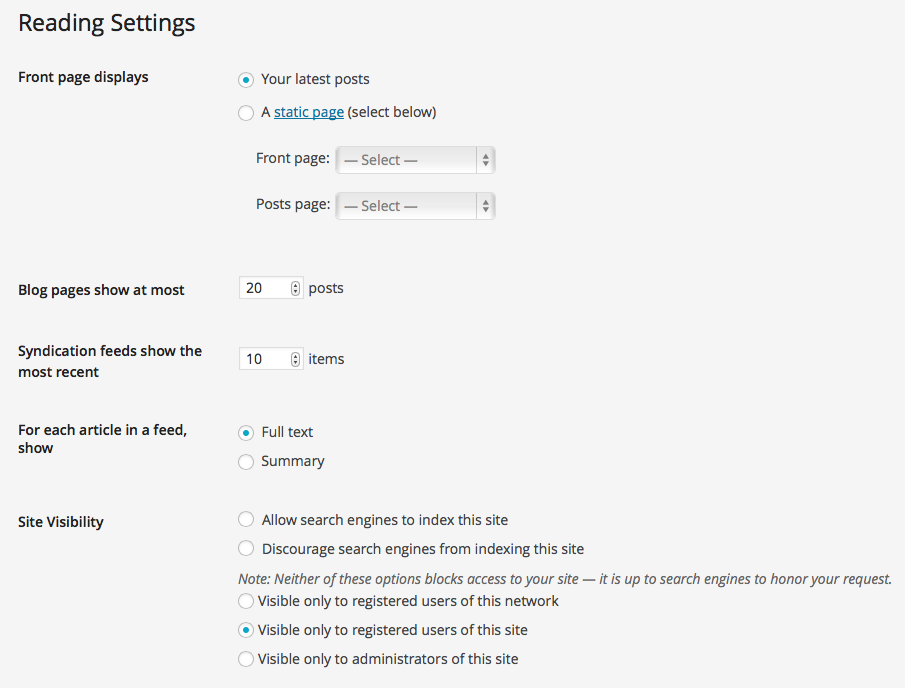 Reading Settings
Front page displays
Your latest posts
A static page (select below)
Front page: — Select —
Posts page: — Select —
Blog pages show at most
20 posts
Syndication feeds show the
most recent
10 items
For each article in a feed,
show
Full text
Summary
Site Visibility
Allow search engines to index this site
Discourage search engines from indexing this site
Note: Neither of these options blocks access to your site — it is up to search engines to honor your request.
Visible only to registered users of this network
Visible only to registered users of this site
Visible only to administrators of this site